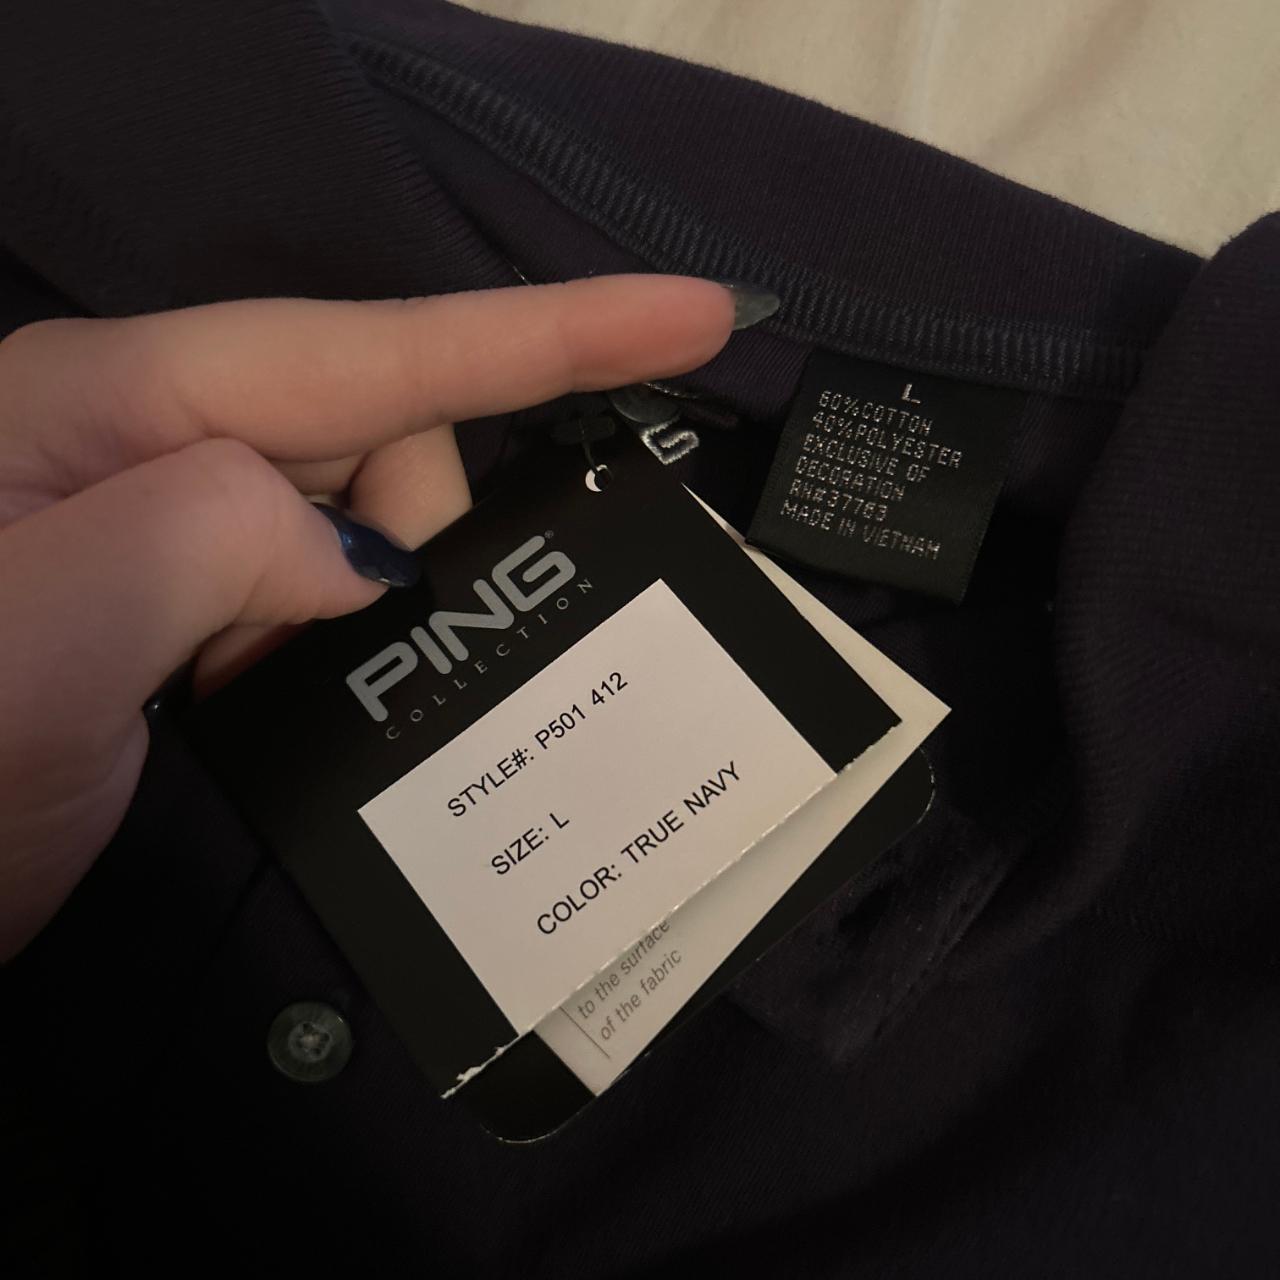 PING®
COLLECTION
STYLE#: P501 412
SIZE: L
COLOR: TRUE NAVY
to the surface
of the fabric
L
60%COTTON
40%POLYESTER
EXCLUSIVE OF
DECORATION
RN#37763
MADE IN VIETNAM
G